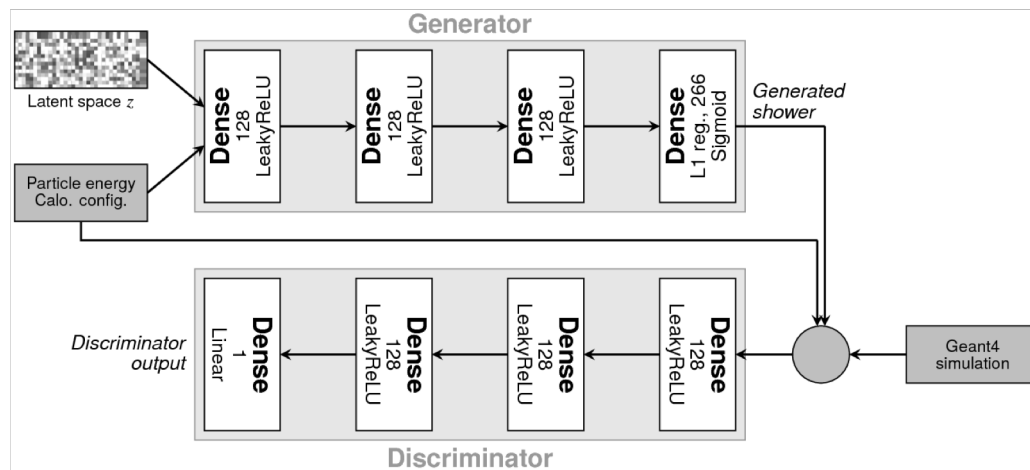 Generator
Latent space z
Particle energy
Calo. config.
Dense
128
LeakyReLU
Dense
128
LeakyReLU
Dense
128
LeakyReLU
Dense
L1 reg., 266
Sigmoid
Generated
shower
Discriminator
output
Dense
1
Linear
Dense
128
LeakyReLU
Dense
128
LeakyReLU
Dense
128
LeakyReLU
Geant4
simulation
Discriminator